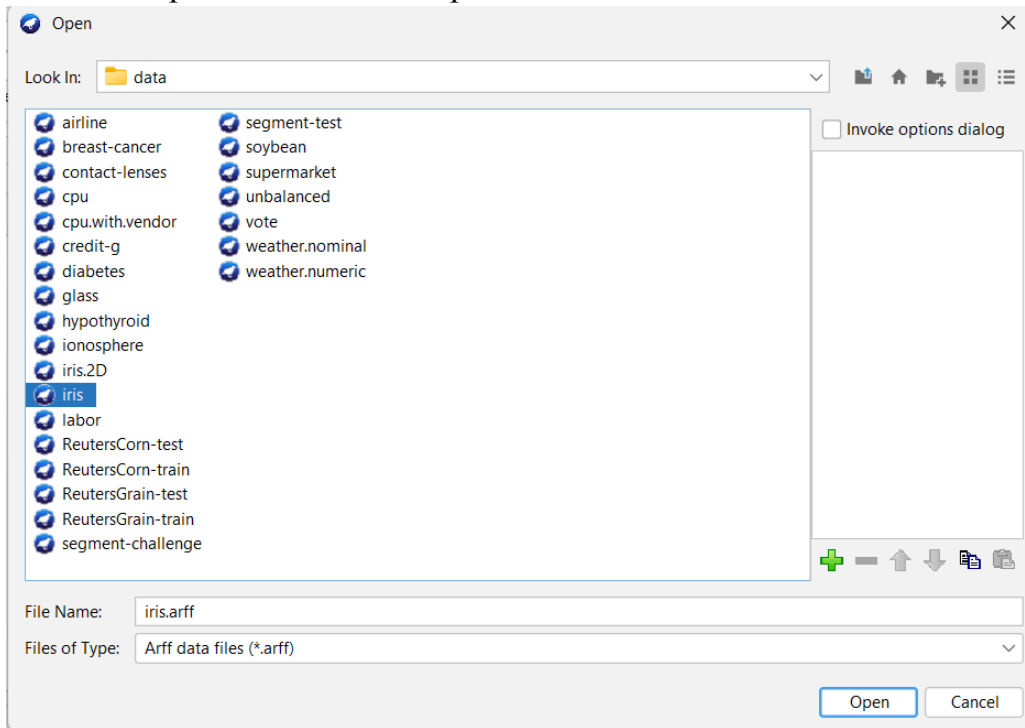 Open
Look In: data
Invoke options dialog
airline
breast-cancer
contact-lenses
cpu
cpu.with.vendor
credit-g
diabetes
glass
hypothyroid
ionosphere
iris.2D
iris
labor
ReutersCorn-test
ReutersCorn-train
ReutersGrain-test
ReutersGrain-train
segment-challenge
segment-test
soybean
supermarket
unbalanced
vote
weather.nominal
weather.numeric
File Name: iris.arff
Files of Type: Arff data files (*.arff)
Open Cancel